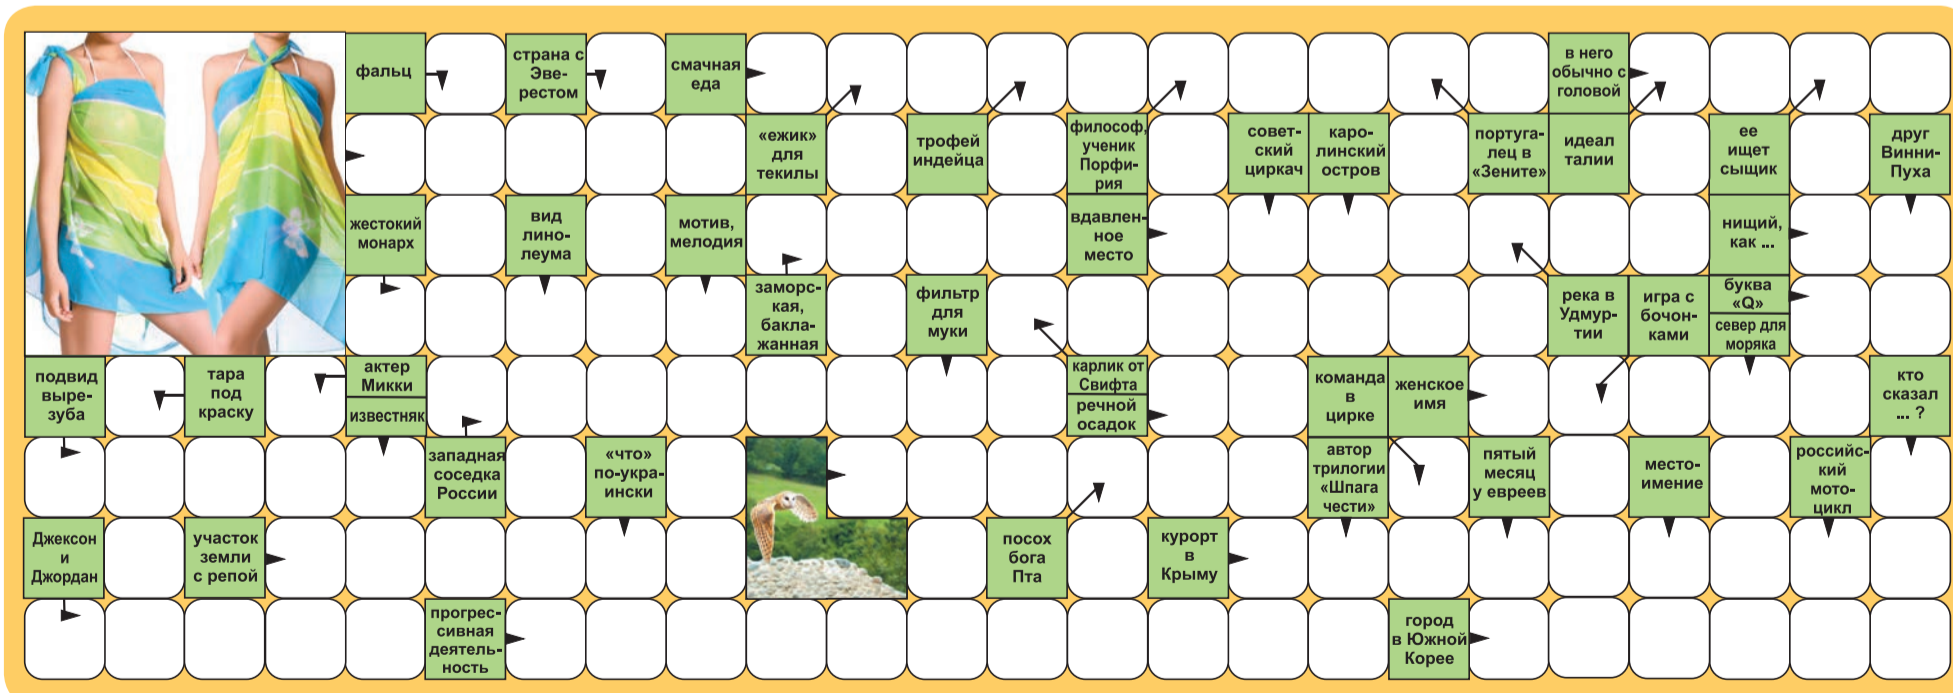 фальц
страна с
Эве-
рестом
смачная
еда
в него
обычно с
головой
«ежик»
для
текилы
трофей
индейца
философ,
ученик
Порфи-
рия
совет-
ский
циркач
каро-
линский
остров
португа-
лец в
«Зените»
идеал
талии
ее
ищет
сыщик
друг
Винни-
Пуха
жестокий
монарх
вид
лино-
леума
мотив,
мелодия
вдавлен-
ное
место
нищий,
как ...
заморс-
кая,
бакла-
жанная
фильтр
для
муки
река в
Удмур-
тии
игра с
бочон-
ками
буква
«Q»
север для
моряка
подвид
выре-
зуба
тара
под
краску
актер
Микки
известняк
карлик от
Свифта
речной
осадок
команда
в
цирке
женское
имя
кто
сказал
... ?
западная
соседка
России
«что»
по-укра-
ински
автор
трилогии
«Шпага
чести»
пятый
месяц
у евреев
место-
имение
российс-
кий
мото-
цикл
Джексон
и
Джордан
участок
земли
с репой
посох
бога
Пта
курорт
в
Крыму
прогрес-
сивная
деятель-
ность
город
в Южной
Корее